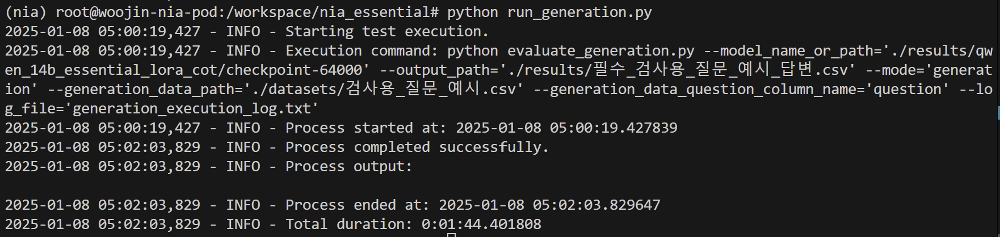 (nia) root@woojin-nia-pod:/workspace/nia_essential# python run_generation.py
2025-01-08 05:00:19,427 - INFO - Starting test execution.
2025-01-08 05:00:19,427 - INFO - Execution command: python evaluate_generation.py --model_name_or_path='./results/qw
en_14b_essential_lora_cot/checkpoint-64000' --output_path='./results/필수_검사용_질문_예시_답변.csv' --mode='generat
ion' --generation_data_path='./datasets/검사용_질문_예시.csv' --generation_data_question_column_name='question' --lo
g_file='generation_execution_log.txt'
2025-01-08 05:00:19,427 - INFO - Process started at: 2025-01-08 05:00:19.427839
2025-01-08 05:02:03,829 - INFO - Process completed successfully.
2025-01-08 05:02:03,829 - INFO - Process output:
2025-01-08 05:02:03,829 - INFO - Process ended at: 2025-01-08 05:02:03.829647
2025-01-08 05:02:03,829 - INFO - Total duration: 0:01:44.401808